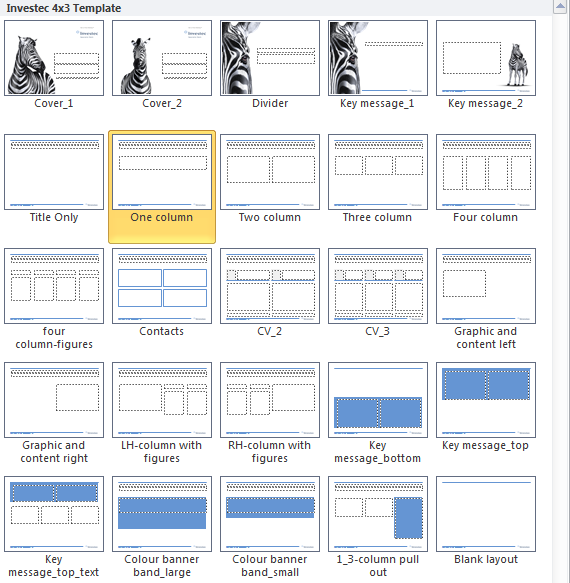 Investec 4x3 Template
Cover_1
Cover_2
Divider
Key message_1
Key message_2
Title Only
One column
Two column
Three column
Four column
four
column-figures
Contacts
CV_2
CV_3
Graphic and
content left
Graphic and
content right
LH-column with
figures
RH-column with
figures
Key
message_bottom
Key message_top
Key
message_top_text
Colour banner
band_large
Colour banner
band_small
1_3-column pull
out
Blank layout